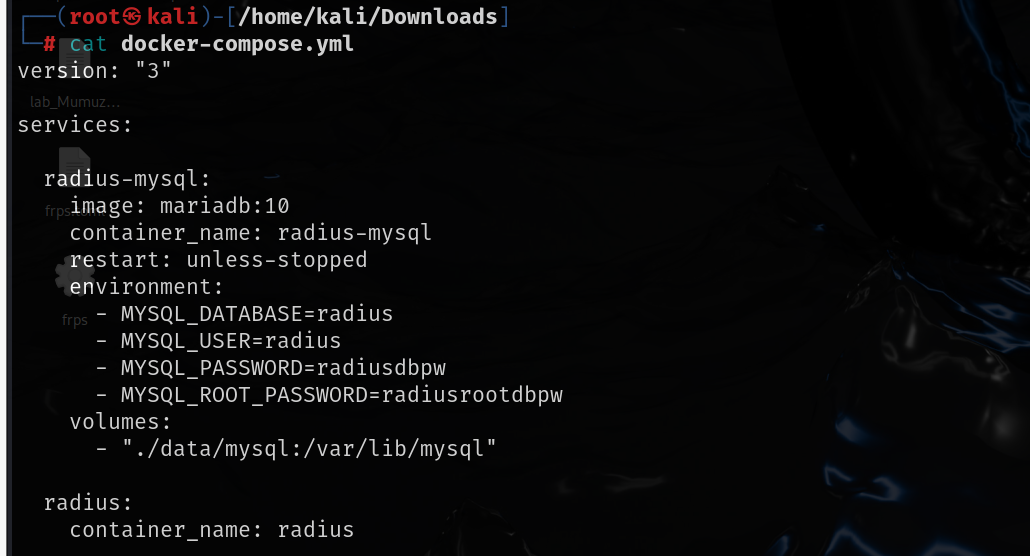 ┌──(root㉿kali)-[/home/kali/Downloads]
└─# cat docker-compose.yml
version: "3"
lab_Mumuz...
services:
radius-mysql:
image: mariadb:10
container_name: radius-mysql
restart: unless-stopped
environment:
- MYSQL_DATABASE=radius
frps
- MYSQL_USER=radius
- MYSQL_PASSWORD=radiusdbpw
- MYSQL_ROOT_PASSWORD=radiusrootdbpw
volumes:
- "./data/mysql:/var/lib/mysql"
radius:
container_name: radius